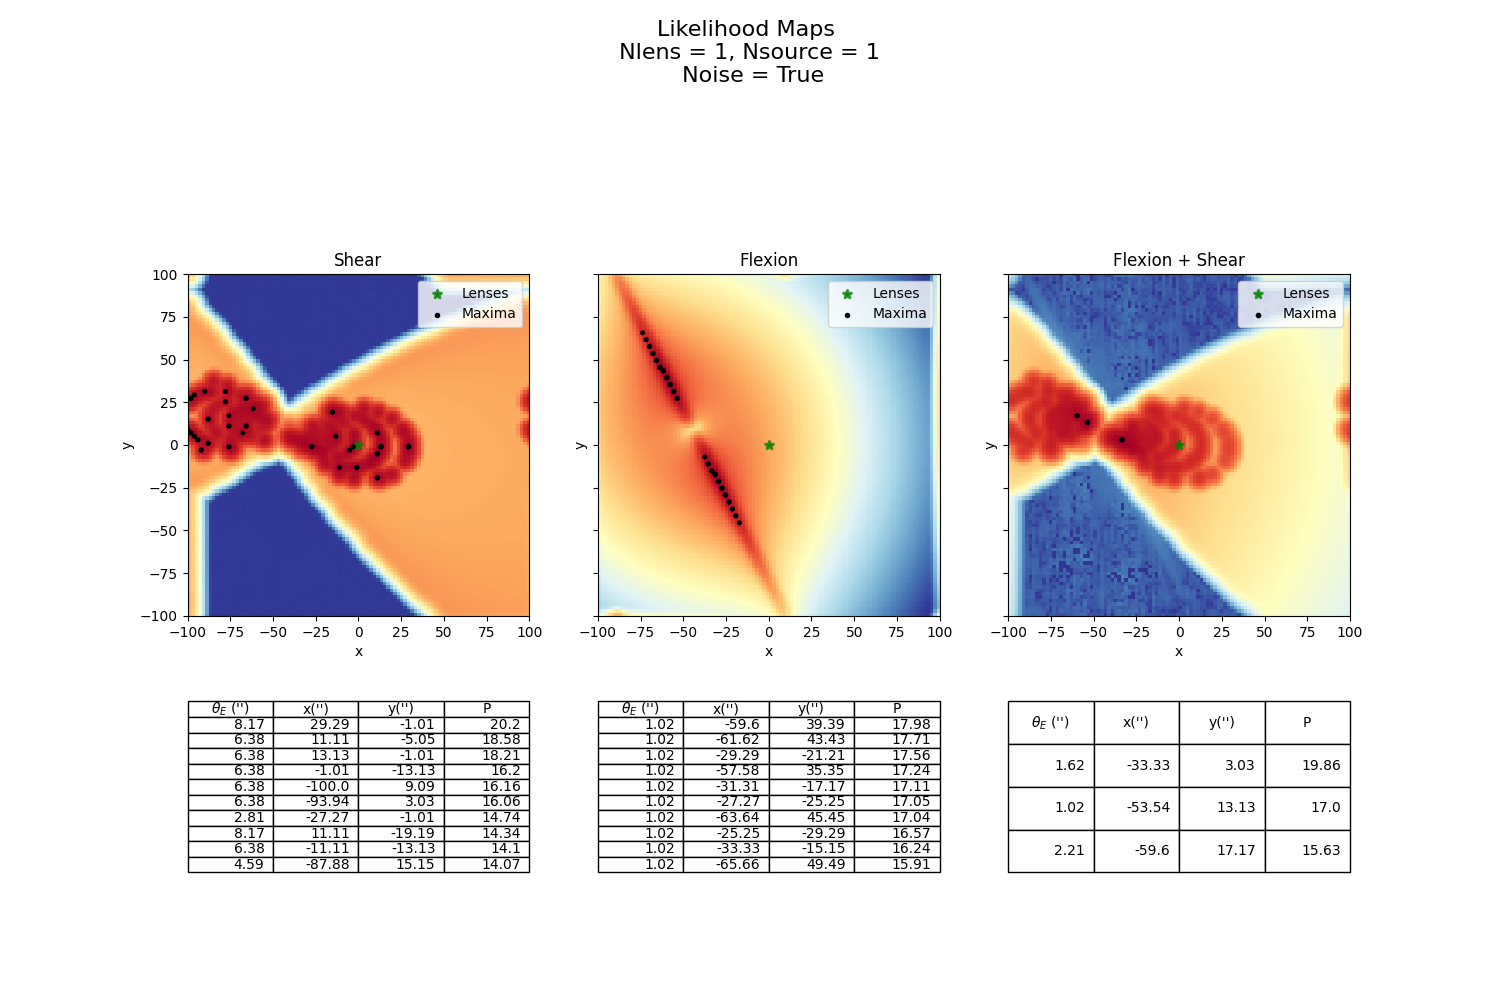 Likelihood Maps
Nlens = 1, Nsource = 1
Noise = True
Shear
100
75
50
25
0
−25
−50
−75
−100
y
−100 −75 −50 −25 0 25 50 75 100
x
Lenses
Maxima
Flexion
y
−100 −75 −50 −25 0 25 50 75 100
x
Lenses
Maxima
Flexion + Shear
y
−100 −75 −50 −25 0 25 50 75 100
x
Lenses
Maxima
θE ('') x('') y('') P
8.17 29.29 -1.01 20.2
6.38 11.11 -5.05 18.58
6.38 13.13 -1.01 18.21
6.38 -1.01 -13.13 16.2
6.38 -100.0 9.09 16.16
6.38 -93.94 3.03 16.06
2.81 -27.27 -1.01 14.74
8.17 11.11 -19.19 14.34
6.38 -11.11 -13.13 14.1
4.59 -87.88 15.15 14.07
θE ('') x('') y('') P
1.02 -59.6 39.39 17.98
1.02 -61.62 43.43 17.71
1.02 -29.29 -21.21 17.56
1.02 -57.58 35.35 17.24
1.02 -31.31 -17.17 17.11
1.02 -27.27 -25.25 17.05
1.02 -63.64 45.45 17.04
1.02 -25.25 -29.29 16.57
1.02 -33.33 -15.15 16.24
1.02 -65.66 49.49 15.91
θE ('') x('') y('') P
1.62 -33.33 3.03 19.86
1.02 -53.54 13.13 17.0
2.21 -59.6 17.17 15.63